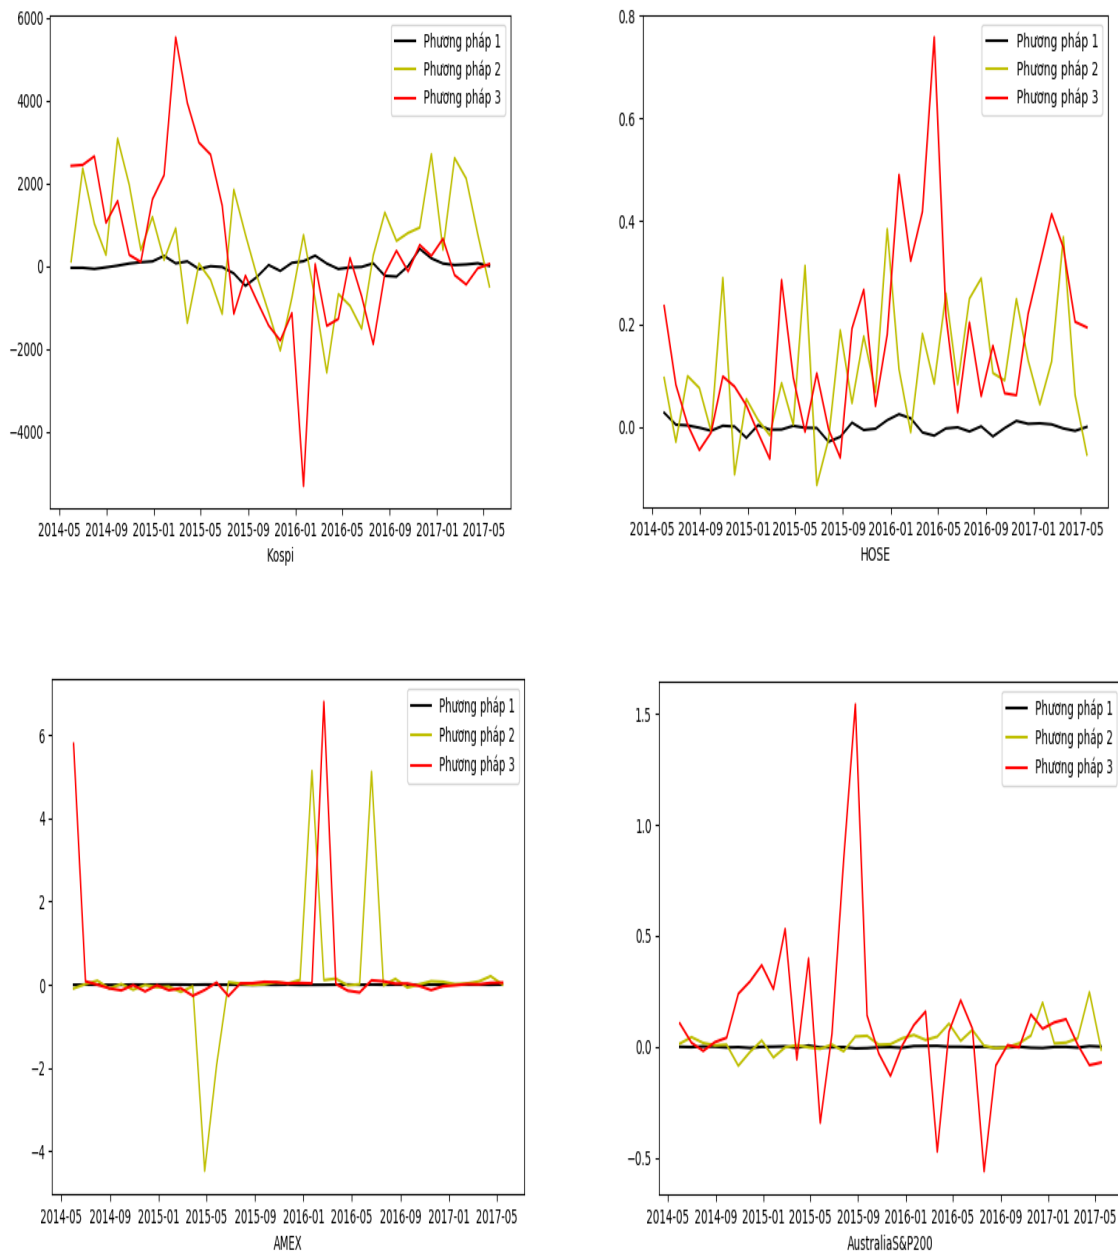 6000
4000
2000
0
−2000
−4000
Phương pháp 1
Phương pháp 2
Phương pháp 3
2014-05 2014-09 2015-01 2015-05 2015-09 2016-01 2016-05 2016-09 2017-01 2017-05
Kospi
0.8
0.6
0.4
0.2
0.0
Phương pháp 1
Phương pháp 2
Phương pháp 3
2014-05 2014-09 2015-01 2015-05 2015-09 2016-01 2016-05 2016-09 2017-01 2017-05
HOSE
6
4
2
0
−2
−4
Phương pháp 1
Phương pháp 2
Phương pháp 3
2014-05 2014-09 2015-01 2015-05 2015-09 2016-01 2016-05 2016-09 2017-01 2017-05
AMEX
1.5
1.0
0.5
0.0
−0.5
Phương pháp 1
Phương pháp 2
Phương pháp 3
2014-05 2014-09 2015-01 2015-05 2015-09 2016-01 2016-05 2016-09 2017-01 2017-05
AustraliaS&P200